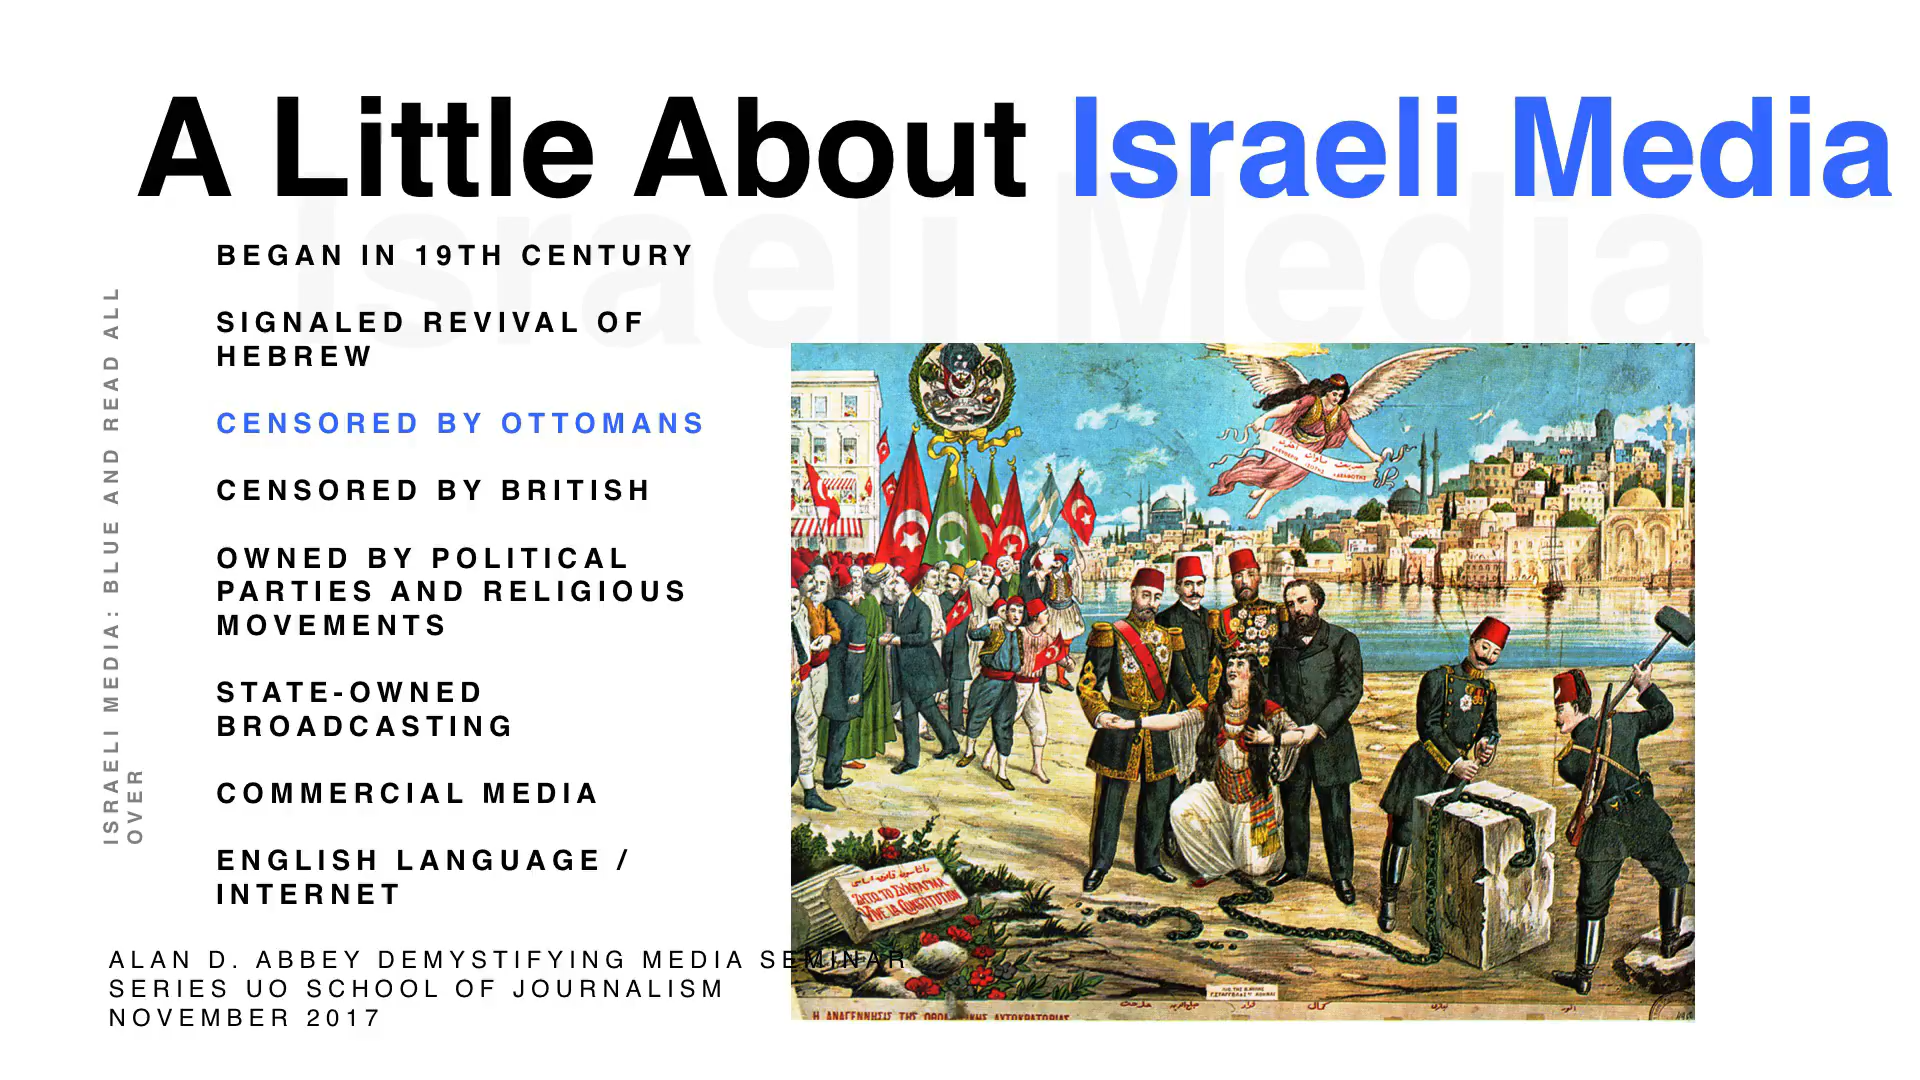 A Little About Israeli Media
Israeli Media
BEGAN IN 19TH CENTURY
SIGNALED REVIVAL OF
HEBREW
CENSORED BY OTTOMANS
CENSORED BY BRITISH
OWNED BY POLITICAL
PARTIES AND RELIGIOUS
MOVEMENTS
STATE-OWNED
BROADCASTING
COMMERCIAL MEDIA
ENGLISH LANGUAGE /
INTERNET
ISRAELI MEDIA: BLUE AND READ ALL
OVER
ΖΗΤΩ ΤΟ ΣΥΝΤΑΓΜΑ
VIVE LA CONSTITUTION
ALAN D. ABBEY DEMYSTIFYING MEDIA SEMINAR
SERIES UO SCHOOL OF JOURNALISM
NOVEMBER 2017